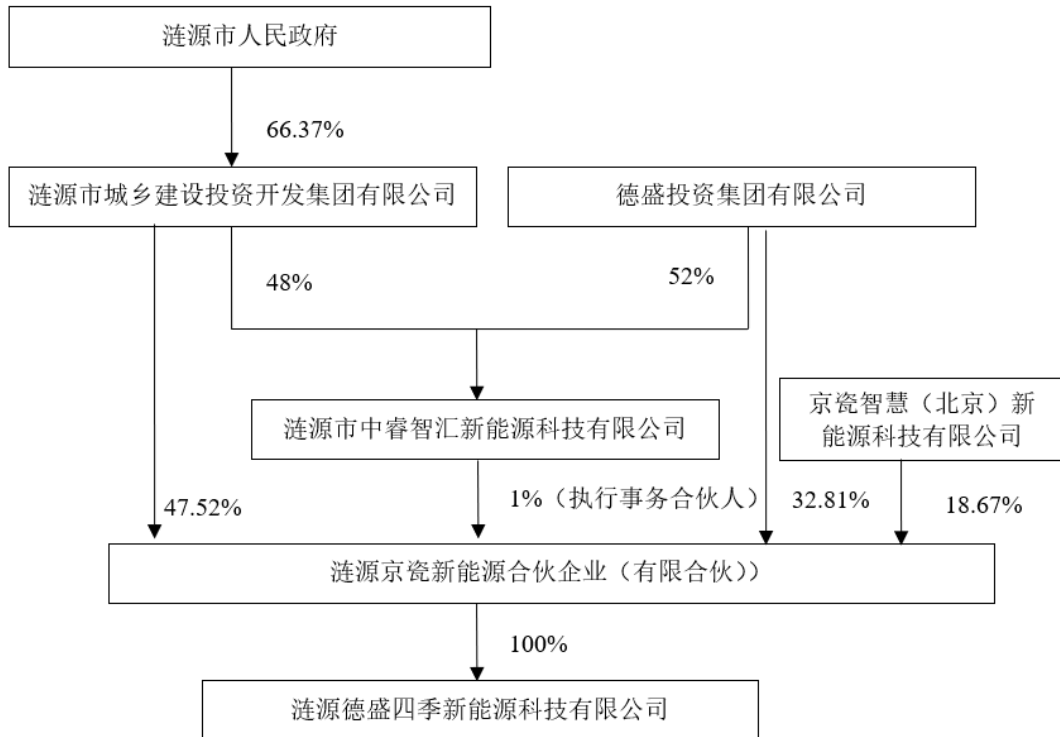 涟源市人民政府
66.37%
涟源市城乡建设投资开发集团有限公司
德盛投资集团有限公司
48%
52%
京瓷智慧（北京）新
能源科技有限公司
涟源市中睿智汇新能源科技有限公司
47.52%
1%（执行事务合伙人）
32.81%
18.67%
涟源京瓷新能源合伙企业（有限合伙））
100%
涟源德盛四季新能源科技有限公司